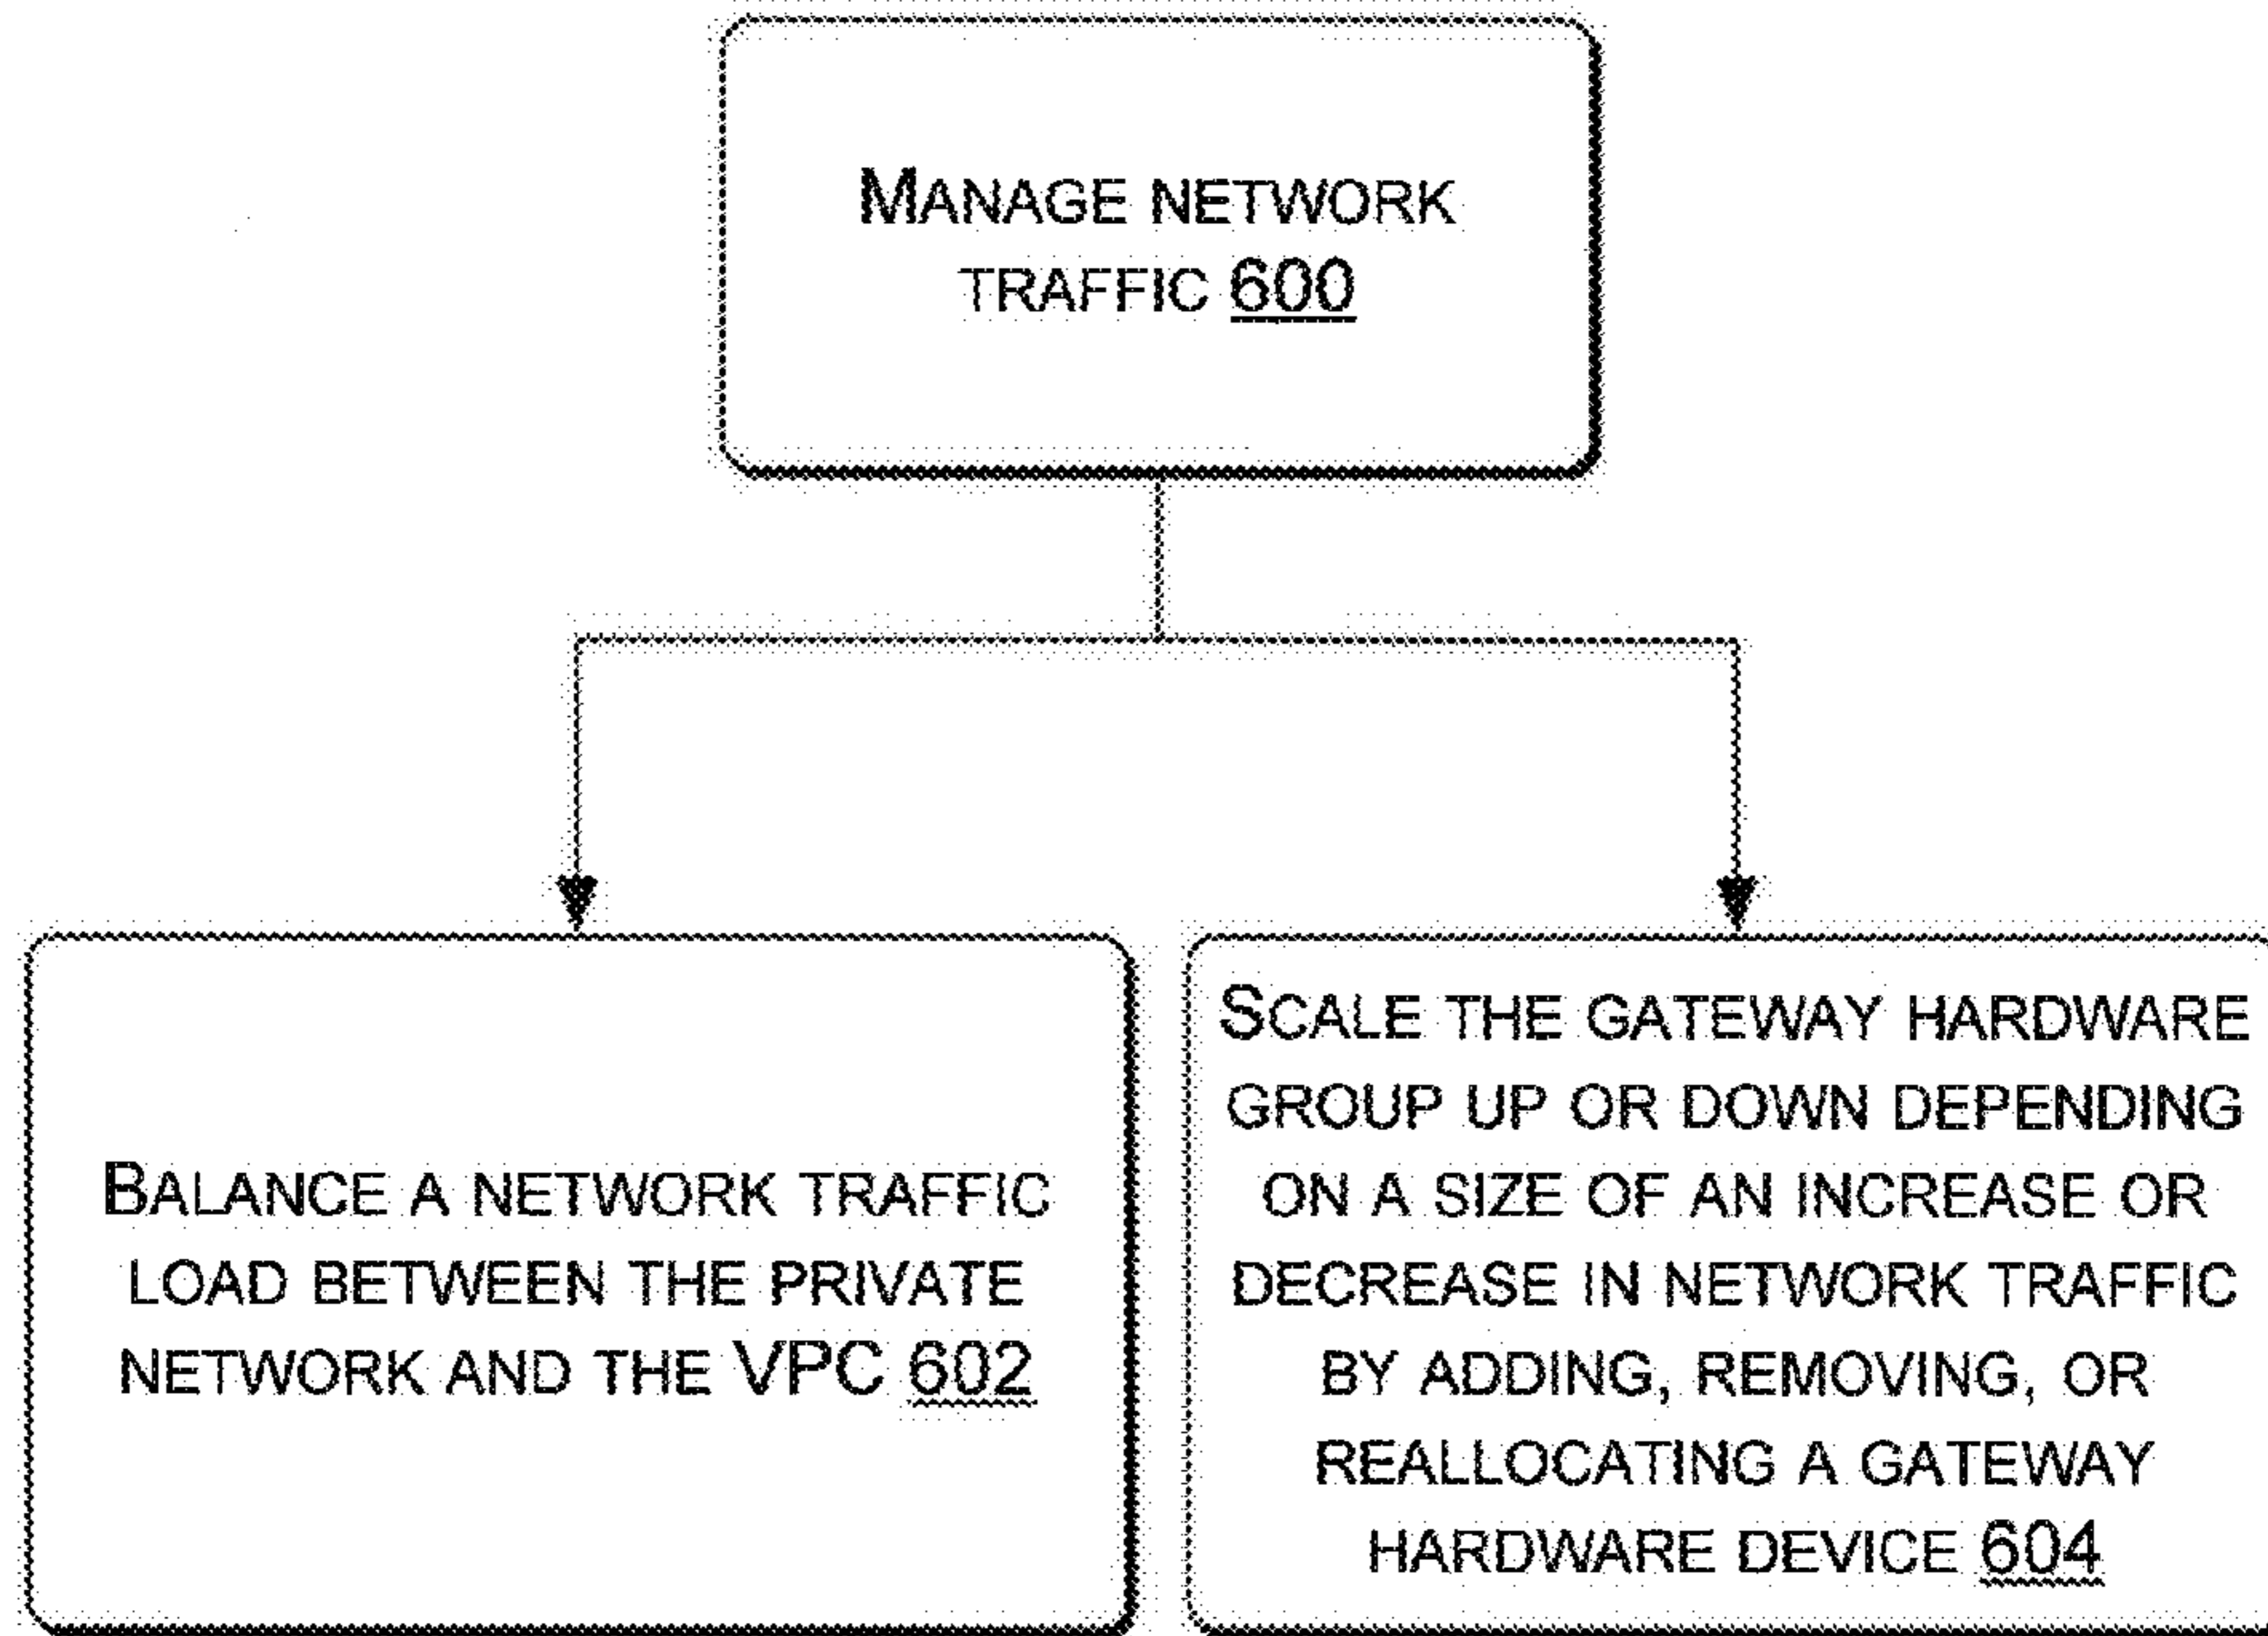 MANAGE NETWORK
TRAFFIC 600
BALANCE A NETWORK TRAFFIC
LOAD BETWEEN THE PRIVATE
NETWORK AND THE VPC 602
SCALE THE GATEWAY HARDWARE
GROUP UP OR DOWN DEPENDING
ON A SIZE OF AN INCREASE OR
DECREASE IN NETWORK TRAFFIC
BY ADDING, REMOVING, OR
REALLOCATING A GATEWAY
HARDWARE DEVICE 604